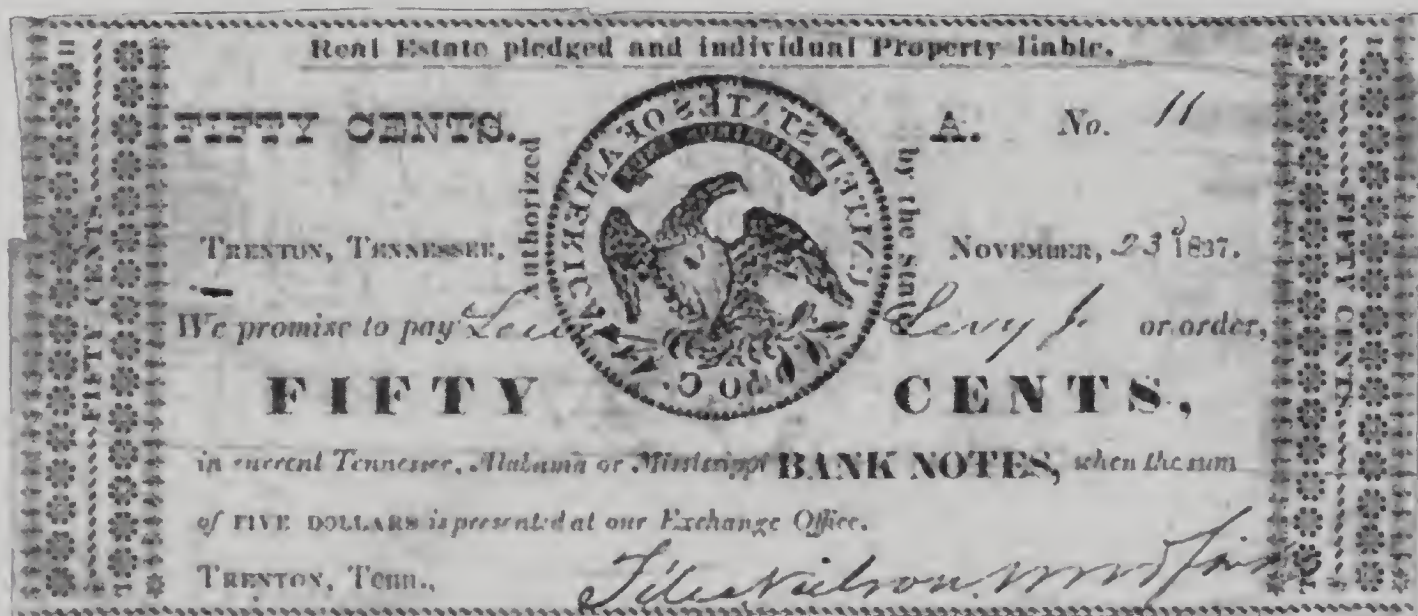 Real Estate pledged and individual Property liable.
FIFTY CENTS. A. No. 11
UNITED STATES OF AMERICA
Authorized by the state
TRENTON, TENNESSEE, NOVEMBER, 23d 1837.
We promise to pay Levy or order,
FIFTY CENTS,
in current Tennessee, Alabama or Mississippi BANK NOTES, when the sum
of FIVE DOLLARS is presented at our Exchange Office.
TRENTON, Tenn.,
FIFTY CENTS.
FIFTY CENTS.